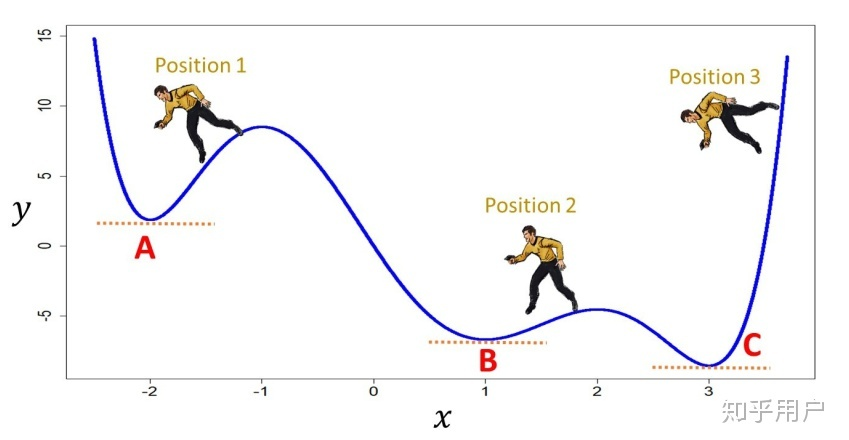 15
Position 1
Position 3
10
5
Position 2
y
0
A
-5
B
C
-2
-1
0
1
2
3
x
知乎用户